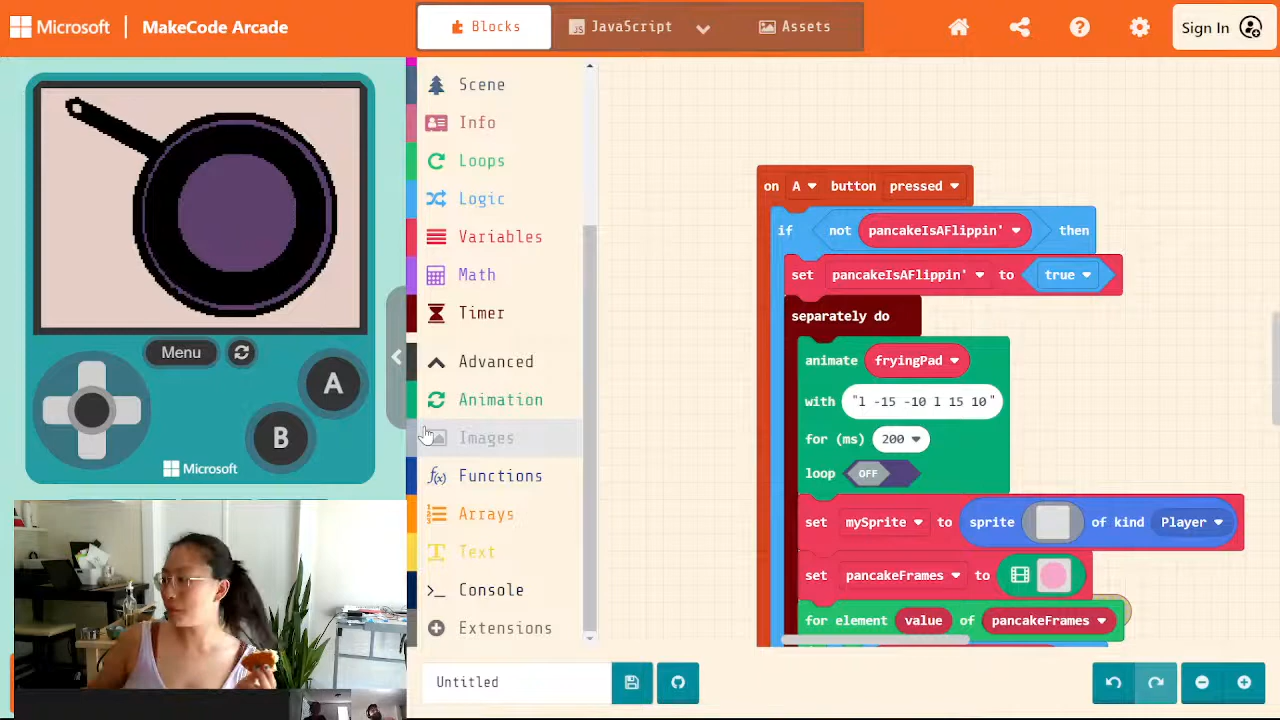 Microsoft | MakeCode Arcade
Blocks
JavaScript
Assets
Sign In
Menu
A
B
Microsoft
Scene
Info
Loops
Logic
Variables
Math
Timer
Advanced
Animation
Images
Functions
Arrays
Text
Console
Extensions
on A button pressed
if not pancakeIsAFlippin' then
set pancakeIsAFlippin' to true
separately do
animate fryingPad
with "l -15 -10 l 15 10"
for (ms) 200
loop OFF
set mySprite to sprite of kind Player
set pancakeFrames to
for element value of pancakeFrames
Untitled